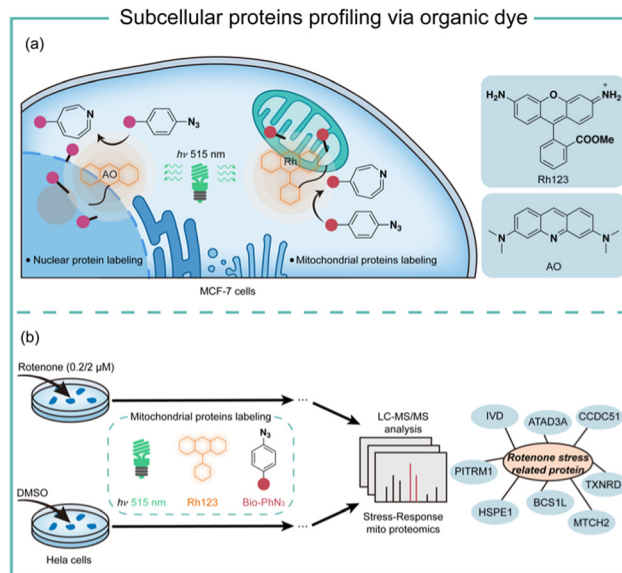 Subcellular proteins profiling via organic dye
(a)
N
N₃
AO
hv 515 nm
Rh
N
N₃
• Nuclear protein labeling
• Mitochondrial proteins labeling
MCF-7 cells
H₂N
O
+
NH₂
COOMe
Rh123
N
N
N
AO
(b)
Rotenone (0.2/2 μM)
...
Mitochondrial proteins labeling
N₃
hv 515 nm
Rh123
Bio-PhN₃
DMSO
...
Hela cells
LC-MS/MS
analysis
Stress-Response
mito proteomics
IVD
ATAD3A
CCDC51
Rotenone stress
related protein
PITRM1
TXNRD
HSPE1
BCS1L
MTCH2